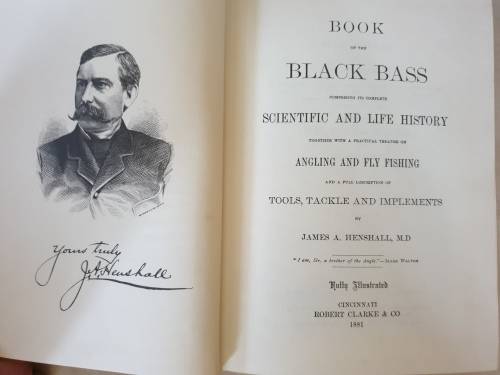 Yours truly
J.A. Henshall
BOOK
OF THE
BLACK BASS
COMPRISING ITS COMPLETE
SCIENTIFIC AND LIFE HISTORY
TOGETHER WITH A PRACTICAL TREATISE ON
ANGLING AND FLY FISHING
AND A FULL DESCRIPTION OF
TOOLS, TACKLE AND IMPLEMENTS
BY
JAMES A. HENSHALL, M.D
"I am, Sir, a brother of the Angle."—IZAAK WALTON
Fully Illustrated
CINCINNATI
ROBERT CLARKE & CO
1881